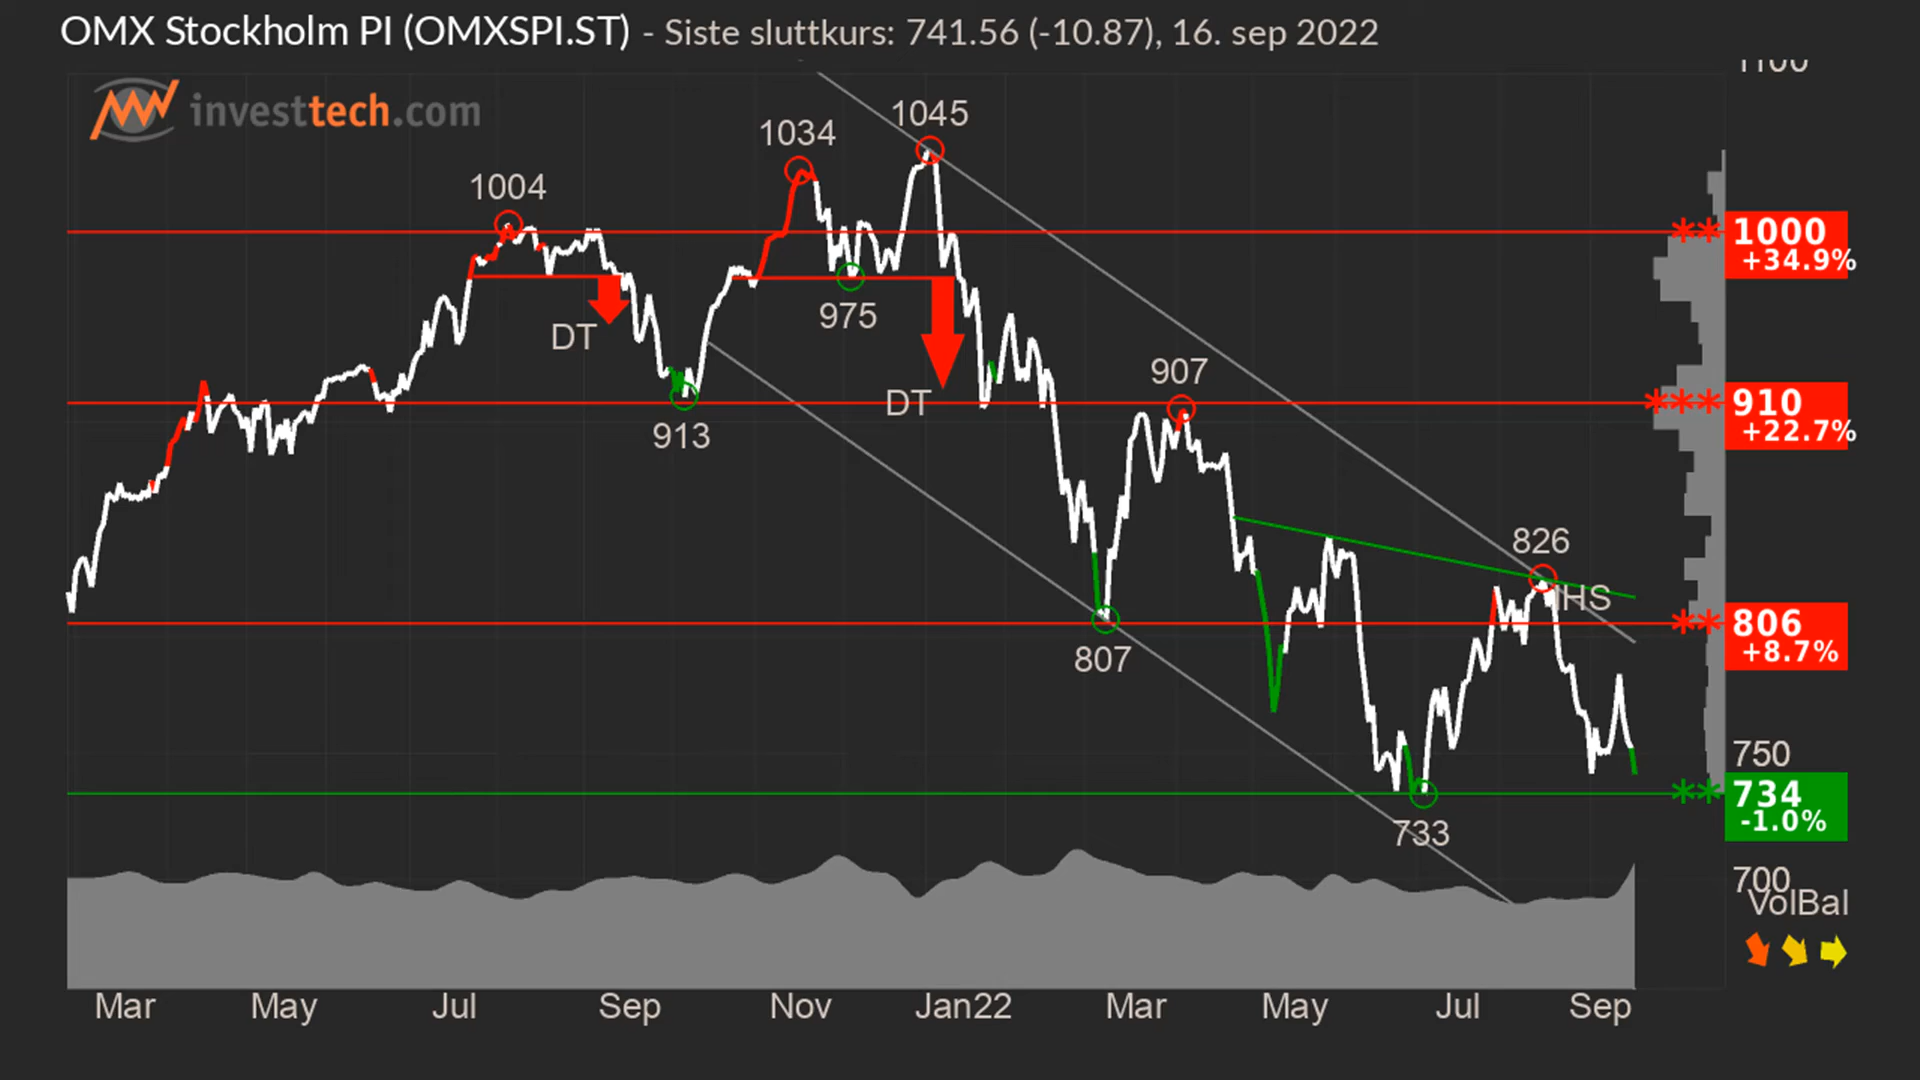 OMX Stockholm PI (OMXSPI.ST) - Siste sluttkurs: 741.56 (-10.87), 16. sep 2022
1100
investtech.com
1045
1034
1004
** 1000
+34.9%
975
DT
907
DT
*** 910
+22.7%
913
826
IHS
** 806
+8.7%
807
750
** 734
-1.0%
733
700
VolBal
Mar May Jul Sep Nov Jan22 Mar May Jul Sep